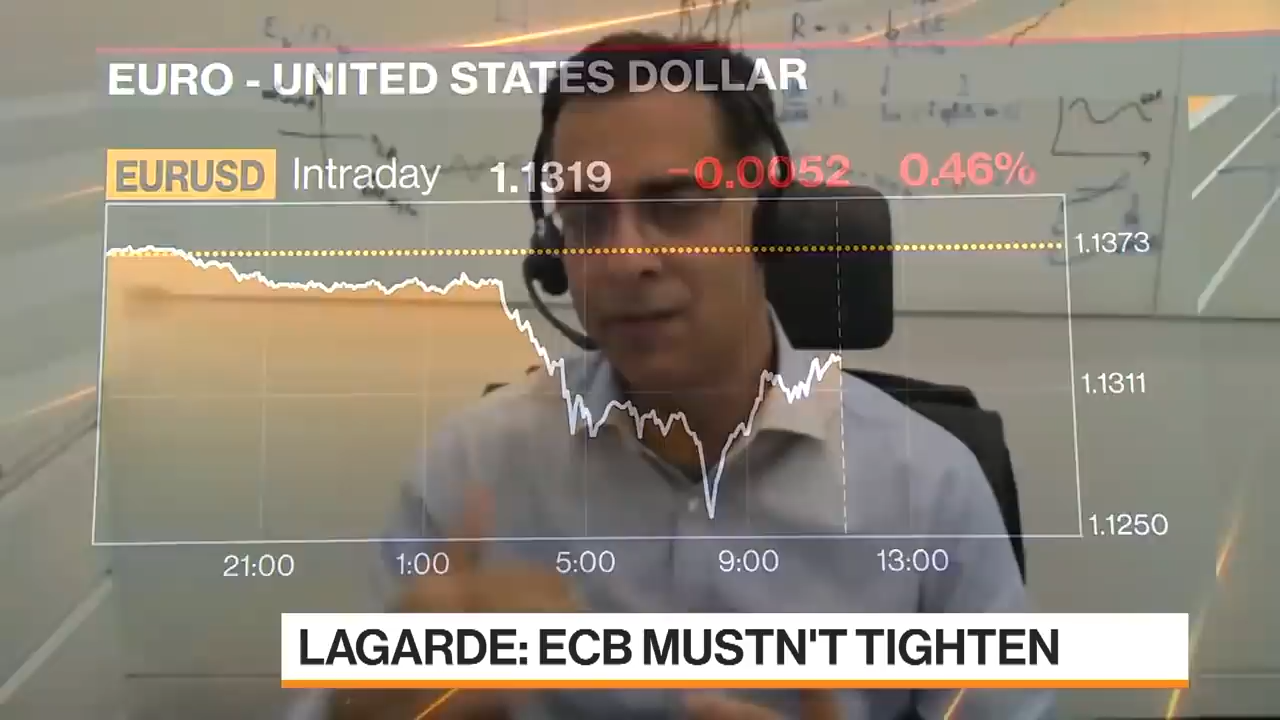 EURO - UNITED STATES DOLLAR
EURUSD Intraday 1.1319 -0.0052 0.46%
1.1373
1.1311
1.1250
21:00 1:00 5:00 9:00 13:00
LAGARDE: ECB MUSTN'T TIGHTEN